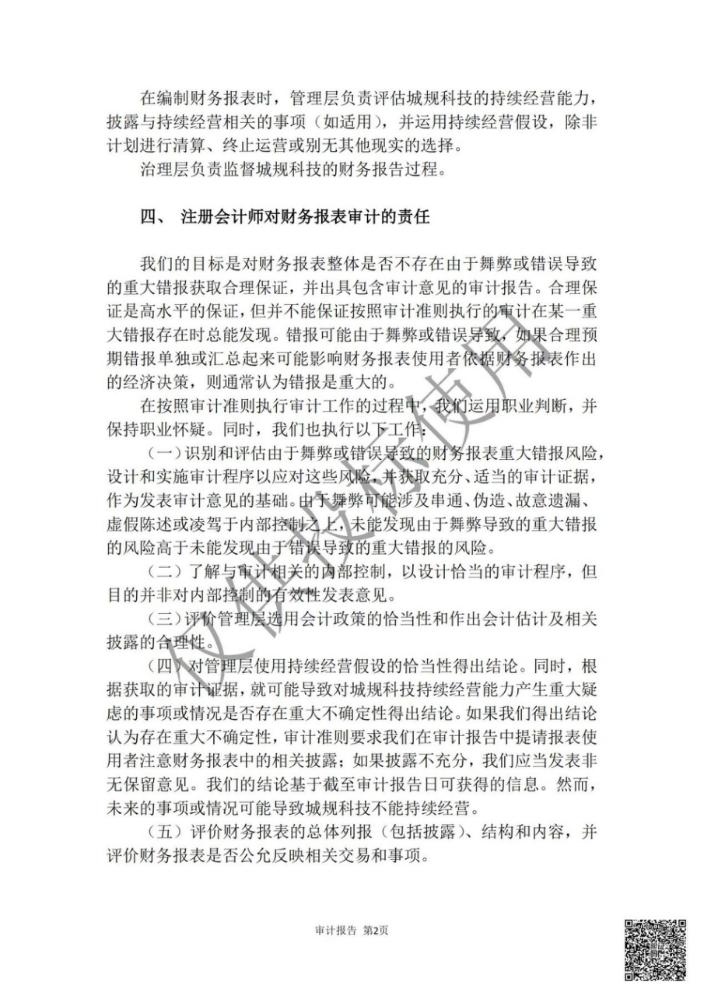 在编制财务报表时，管理层负责评估城规科技的持续经营能力，
披露与持续经营相关的事项（如适用），并运用持续经营假设，除非
计划进行清算、终止运营或别无其他现实的选择。
治理层负责监督城规科技的财务报告过程。
四、 注册会计师对财务报表审计的责任
我们的目标是对财务报表整体是否不存在由于舞弊或错误导致
的重大错报获取合理保证，并出具包含审计意见的审计报告。合理保
证是高水平的保证，但并不能保证按照审计准则执行的审计在某一重
大错报存在时总能发现。错报可能由于舞弊或错误导致，如果合理预
期错报单独或汇总起来可能影响财务报表使用者依据财务报表作出
的经济决策，则通常认为错报是重大的。
在按照审计准则执行审计工作的过程中，我们运用职业判断，并
保持职业怀疑。同时，我们也执行以下工作：
（一）识别和评估由于舞弊或错误导致的财务报表重大错报风险，
设计和实施审计程序以应对这些风险，并获取充分、适当的审计证据，
作为发表审计意见的基础。由于舞弊可能涉及串通、伪造、故意遗漏、
虚假陈述或凌驾于内部控制之上，未能发现由于舞弊导致的重大错报
的风险高于未能发现由于错误导致的重大错报的风险。
（二）了解与审计相关的内部控制，以设计恰当的审计程序，但
目的并非对内部控制的有效性发表意见。
（三）评价管理层选用会计政策的恰当性和作出会计估计及相关
披露的合理性。
（四）对管理层使用持续经营假设的恰当性得出结论。同时，根
据获取的审计证据，就可能导致对城规科技持续经营能力产生重大疑
虑的事项或情况是否存在重大不确定性得出结论。如果我们得出结论
认为存在重大不确定性，审计准则要求我们在审计报告中提请报表使
用者注意财务报表中的相关披露；如果披露不充分，我们应当发表非
无保留意见。我们的结论基于截至审计报告日可获得的信息。然而，
未来的事项或情况可能导致城规科技不能持续经营。
（五）评价财务报表的总体列报（包括披露）、结构和内容，并
评价财务报表是否公允反映相关交易和事项。
仅供投标使用
审计报告 第2页